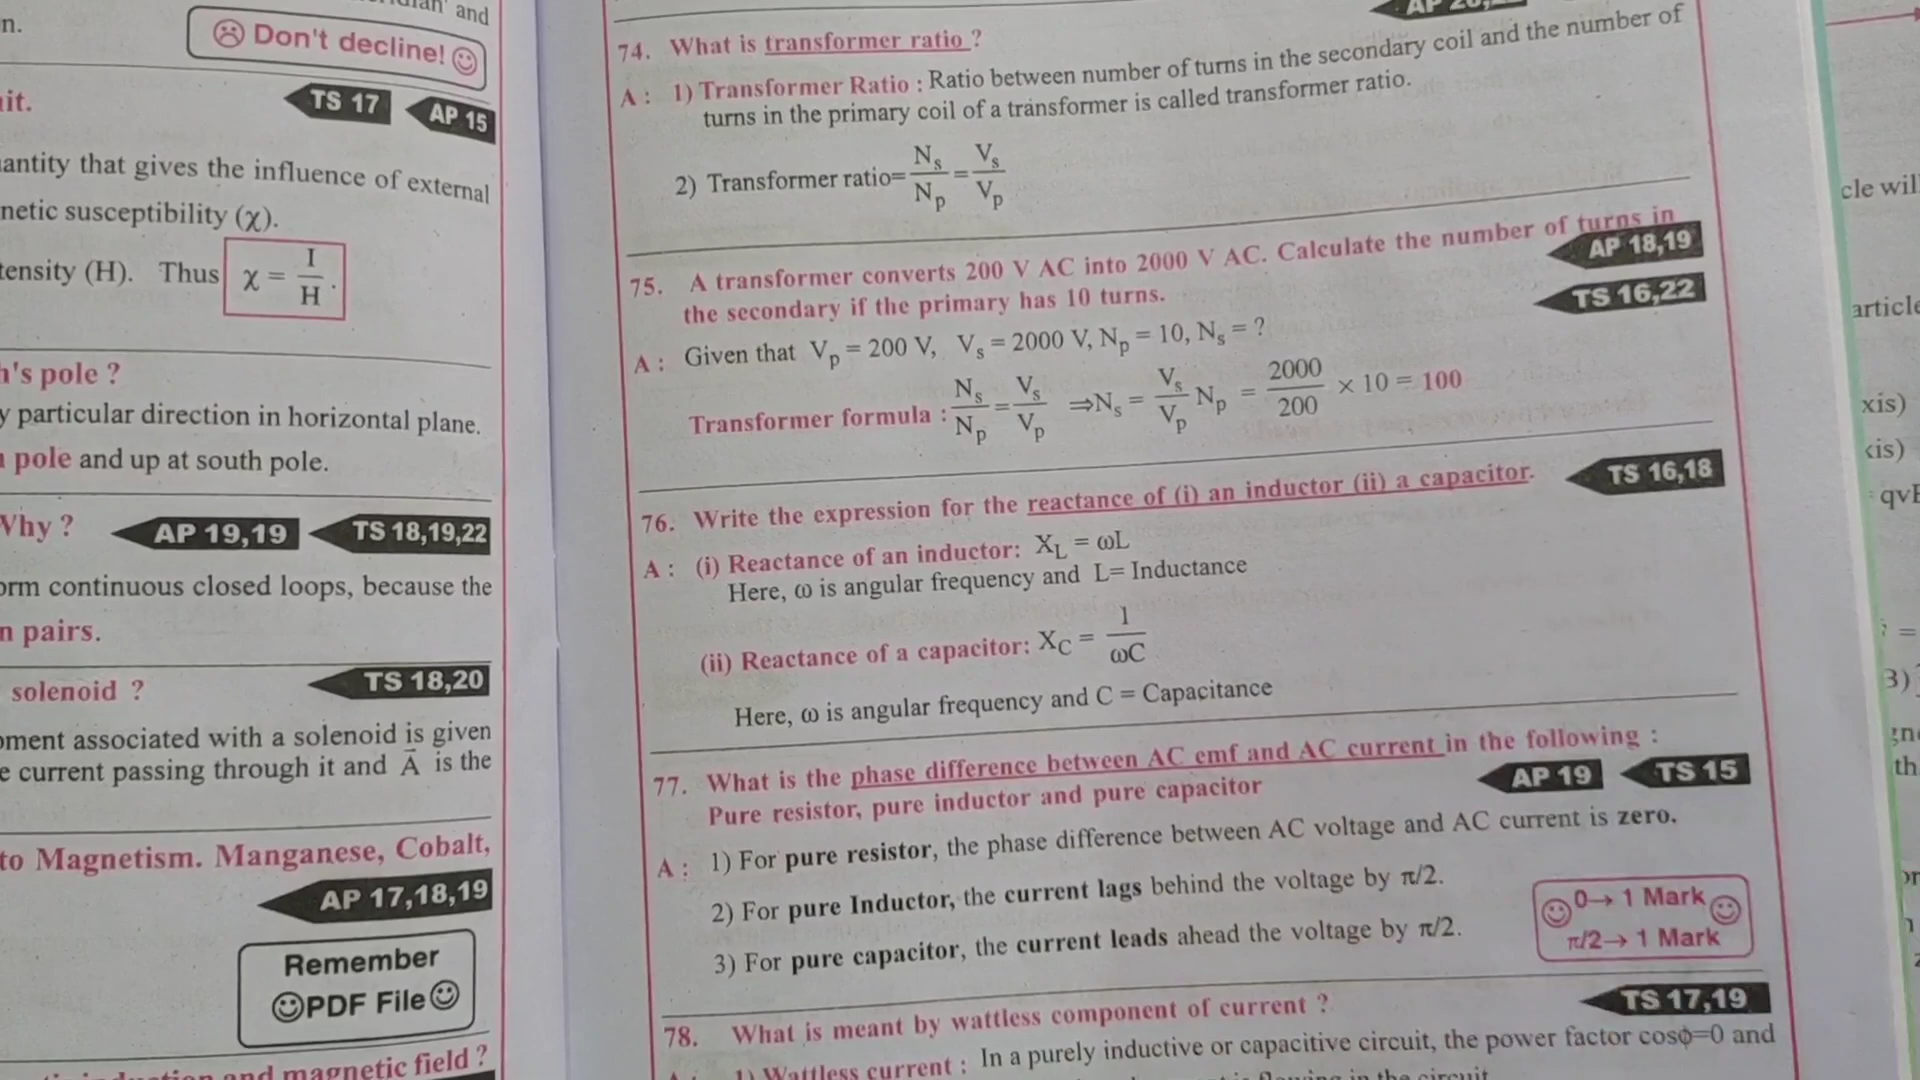 and
n.
Don't decline!
it.
TS 17
AP 15
antity that gives the influence of external
netic susceptibility (χ).
tensity (H). Thus χ = I/H .
h's pole ?
y particular direction in horizontal plane.
pole and up at south pole.
Why ?
AP 19,19
TS 18,19,22
orm continuous closed loops, because the
n pairs.
solenoid ?
TS 18,20
oment associated with a solenoid is given
e current passing through it and A⃗ is the
to Magnetism. Manganese, Cobalt,
AP 17,18,19
Remember
PDF File
and magnetic field ?
74. What is transformer ratio ?
A : 1) Transformer Ratio : Ratio between number of turns in the secondary coil and the number of
turns in the primary coil of a transformer is called transformer ratio.
2) Transformer ratio= Ns/Np = Vs/Vp
75. A transformer converts 200 V AC into 2000 V AC. Calculate the number of turns in
the secondary if the primary has 10 turns.
AP 18,19
TS 16,22
A : Given that Vp = 200 V, Vs = 2000 V, Np = 10, Ns = ?
Transformer formula : Ns/Np = Vs/Vp ⇒Ns = Vs/Vp Np = 2000/200 × 10 = 100
76. Write the expression for the reactance of (i) an inductor (ii) a capacitor.
TS 16,18
A : (i) Reactance of an inductor: XL = ωL
Here, ω is angular frequency and L= Inductance
(ii) Reactance of a capacitor: XC = 1/ωC
Here, ω is angular frequency and C = Capacitance
77. What is the phase difference between AC emf and AC current in the following :
Pure resistor, pure inductor and pure capacitor
AP 19
TS 15
A : 1) For pure resistor, the phase difference between AC voltage and AC current is zero.
2) For pure Inductor, the current lags behind the voltage by π/2.
3) For pure capacitor, the current leads ahead the voltage by π/2.
0→ 1 Mark
π/2→ 1 Mark
78. What is meant by wattless component of current ?
TS 17,19
1) Wattless current : In a purely inductive or capacitive circuit, the power factor cosφ=0 and
flowing in the circuit
cle wil
article
xis)
qvB
3)
th